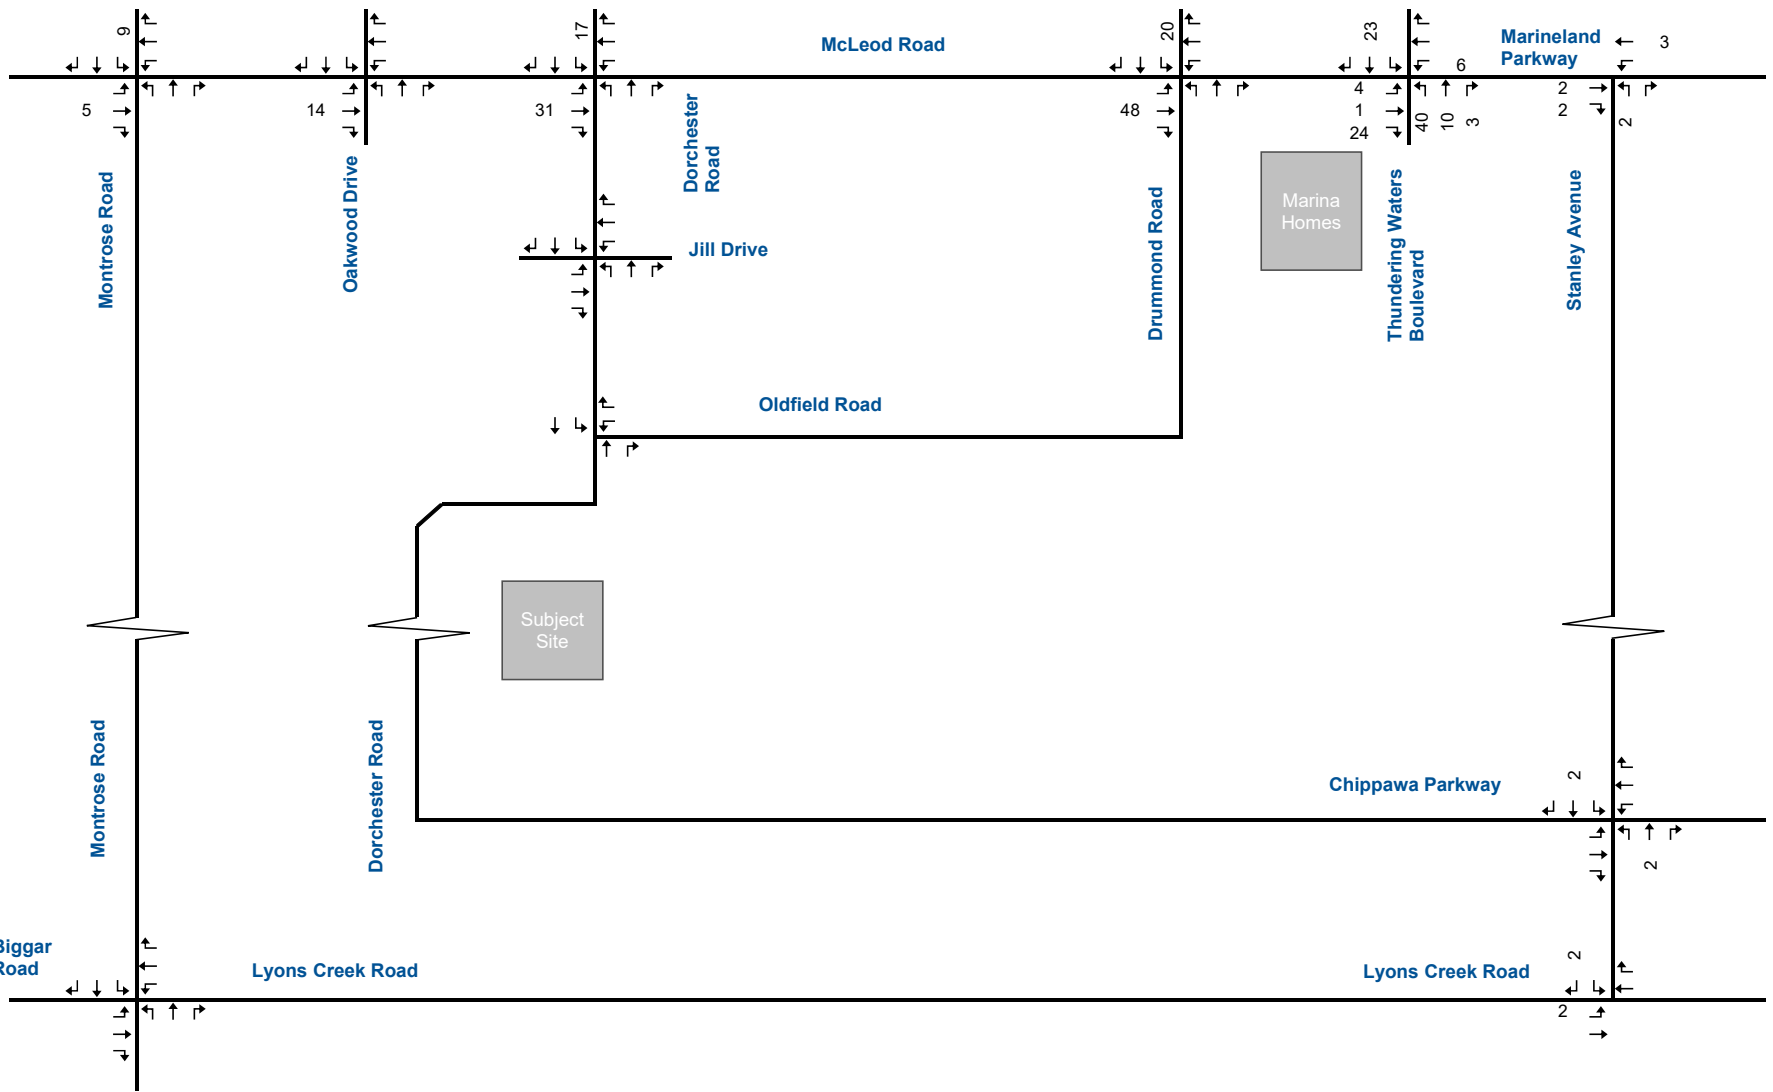 9
17
20
23
McLeod Road
Marineland
Parkway
3
6
5
14
31
48
4
1
24
40
10
3
2
2
2
Montrose Road
Oakwood Drive
Dorchester
Road
Drummond Road
Marina
Homes
Thundering Waters
Boulevard
Stanley Avenue
Jill Drive
Oldfield Road
Subject
Site
Montrose Road
Dorchester Road
Chippawa Parkway
2
2
Biggar
Road
Lyons Creek Road
Lyons Creek Road
2
2